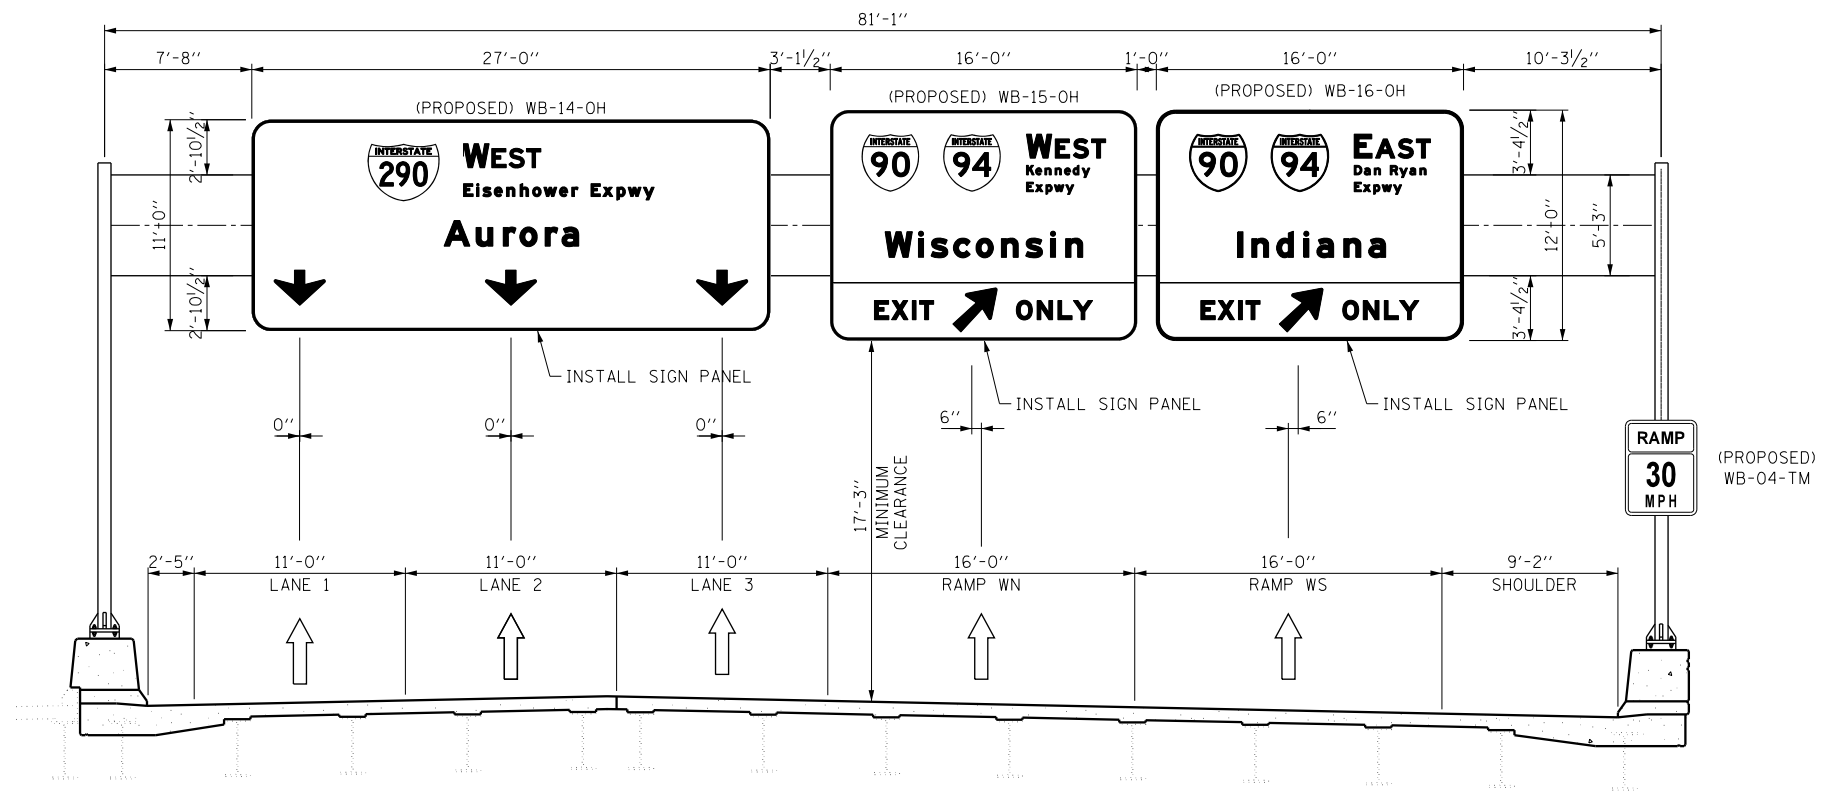 81'-1"
7'-8"
27'-0"
3'-1½"
16'-0"
1'-0"
16'-0"
10'-3½"
(PROPOSED) WB-14-OH
(PROPOSED) WB-15-OH
(PROPOSED) WB-16-OH
2'-10½"
11'-0"
2'-10½"
INTERSTATE
290
WEST
Eisenhower Expwy
Aurora
INTERSTATE
90
INTERSTATE
94
WEST
Kennedy
Expwy
Wisconsin
EXIT ONLY
INTERSTATE
90
INTERSTATE
94
EAST
Dan Ryan
Expwy
Indiana
EXIT ONLY
3'-4½"
12'-0"
5'-3"
3'-4½"
INSTALL SIGN PANEL
INSTALL SIGN PANEL
INSTALL SIGN PANEL
0"
0"
0"
6"
6"
17'-3"
MINIMUM
CLEARANCE
RAMP
30
MPH
(PROPOSED)
WB-04-TM
2'-5"
11'-0"
LANE 1
11'-0"
LANE 2
11'-0"
LANE 3
16'-0"
RAMP WN
16'-0"
RAMP WS
9'-2"
SHOULDER